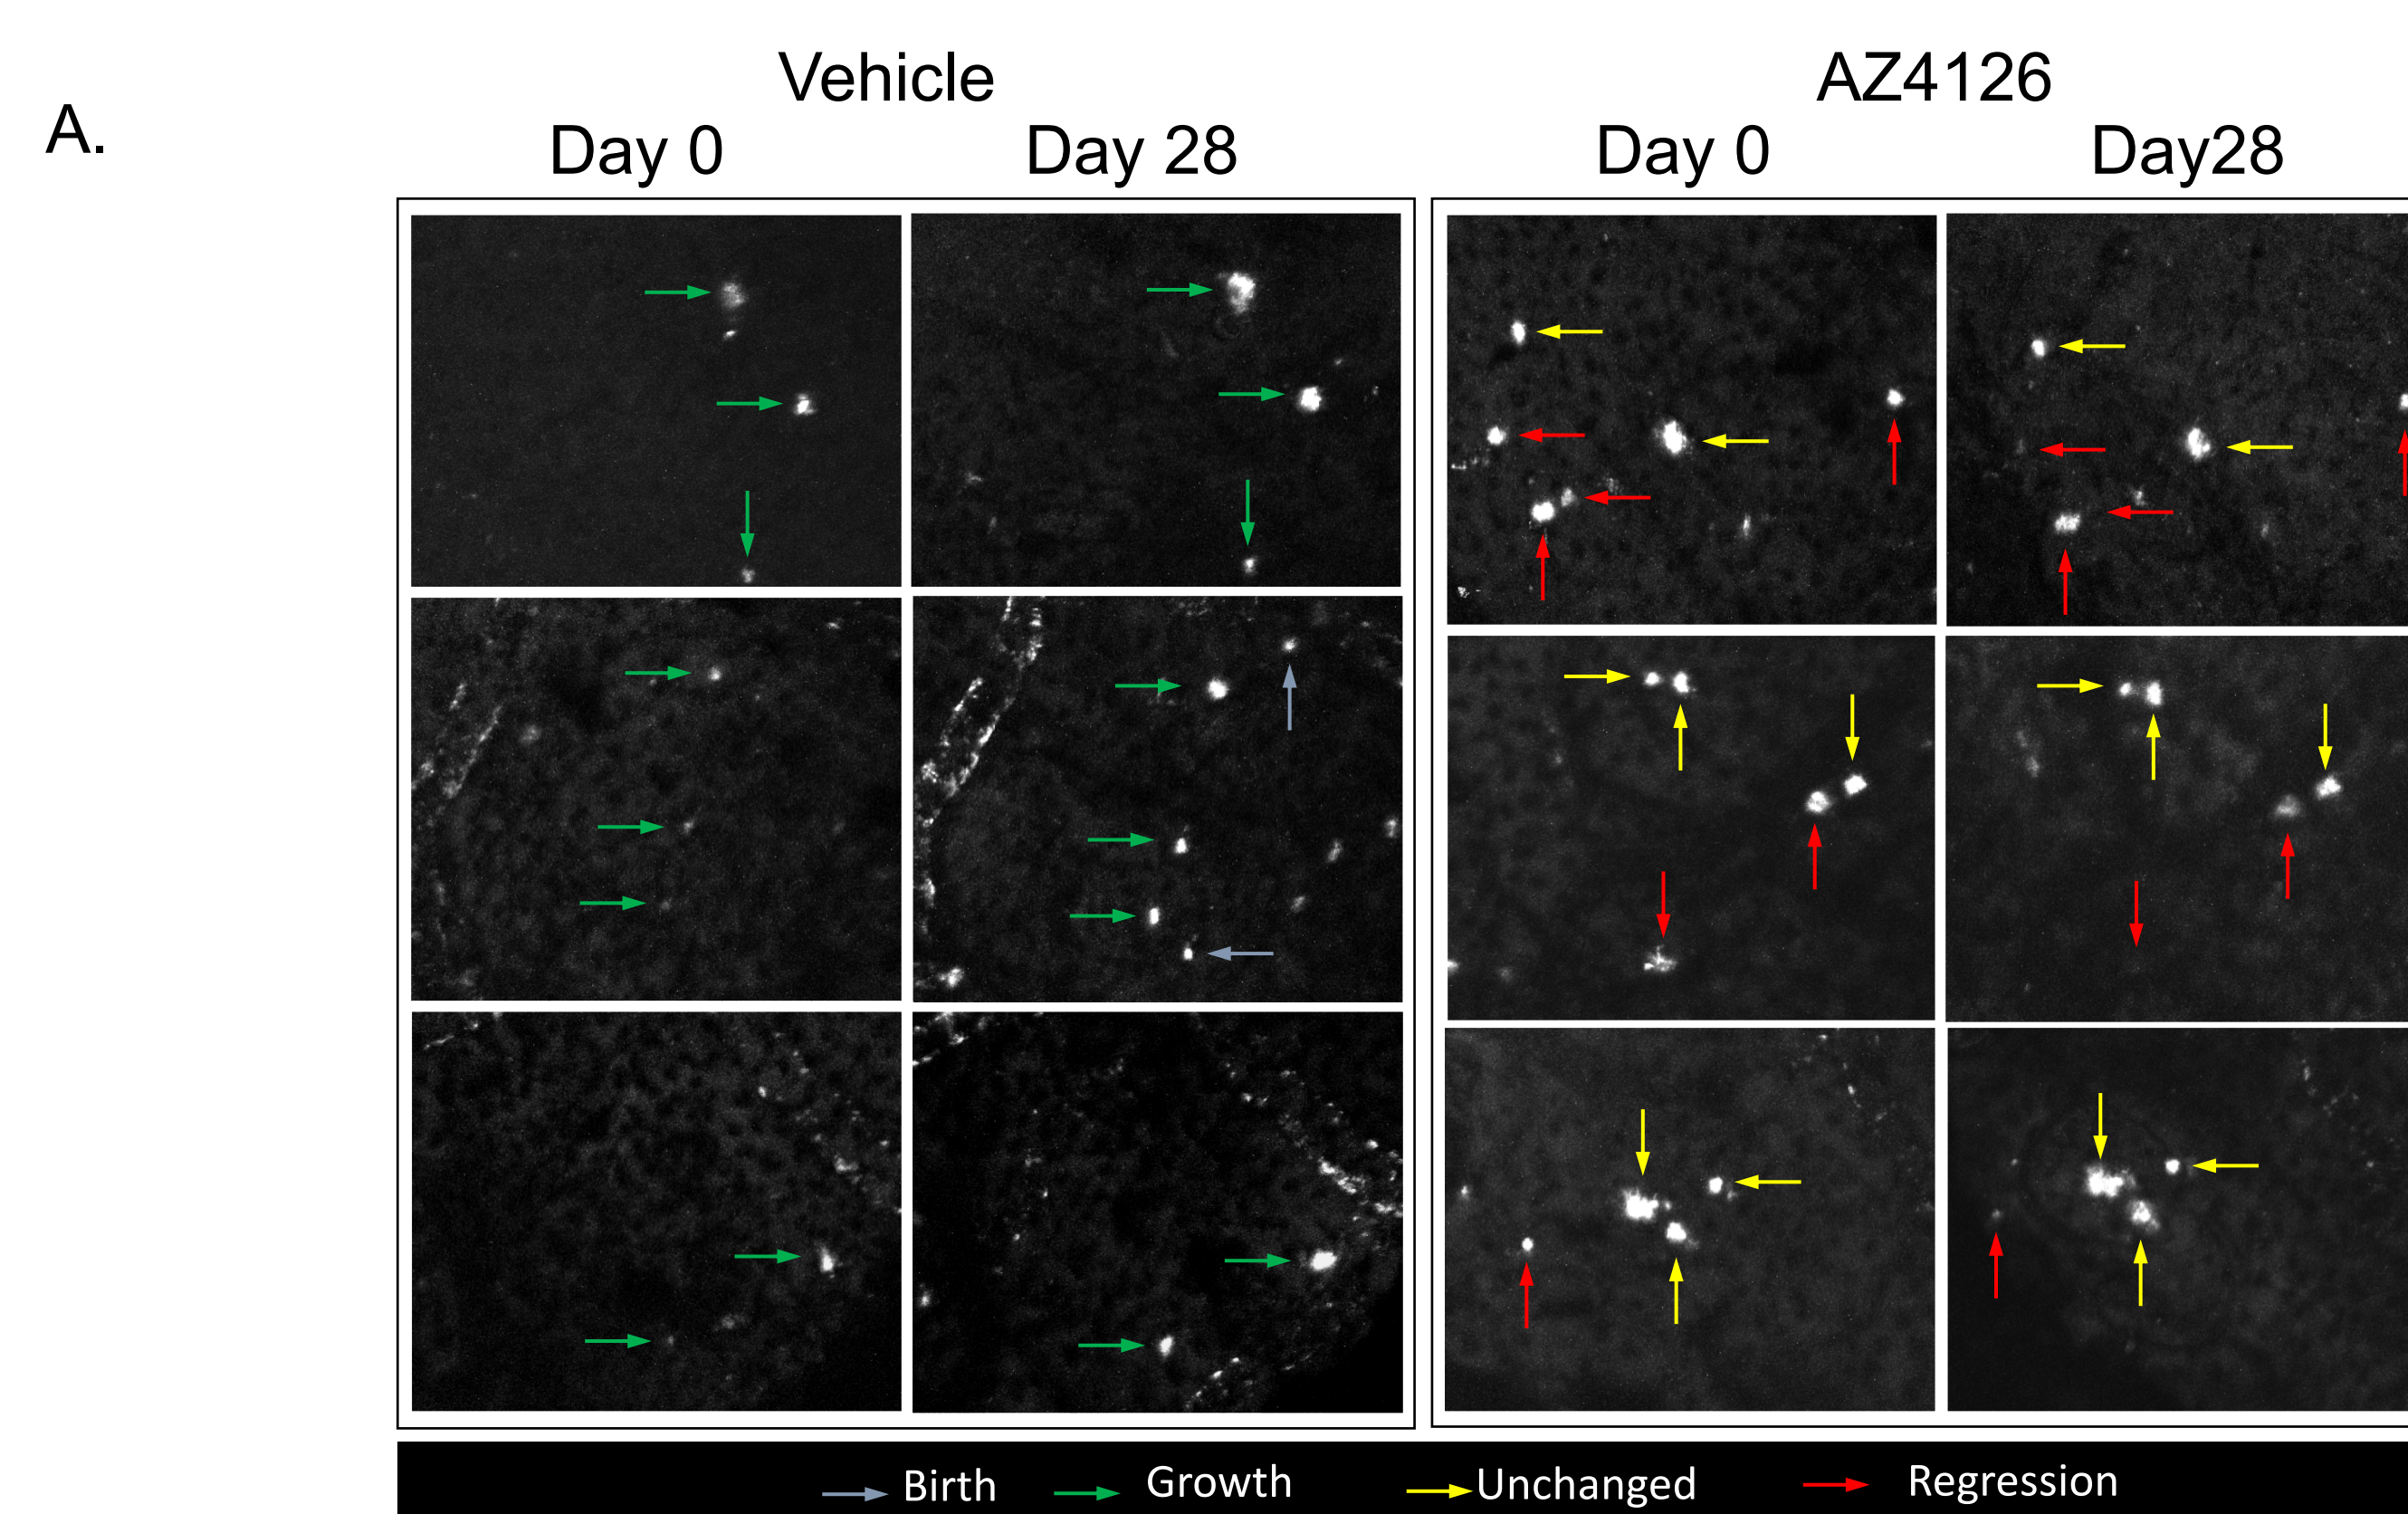 A.
Vehicle AZ4126
Day 0 Day 28 Day 0 Day28
Birth Growth Unchanged Regression